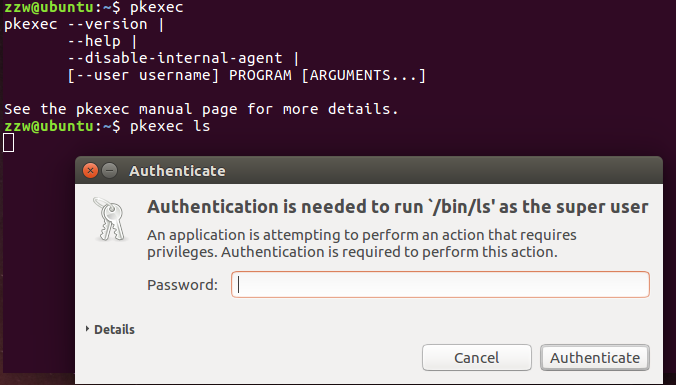 zzw@ubuntu:~$ pkexec
pkexec --version |
       --help |
       --disable-internal-agent |
       [--user username] PROGRAM [ARGUMENTS...]
See the pkexec manual page for more details.
zzw@ubuntu:~$ pkexec ls
Authenticate
Authentication is needed to run `/bin/ls' as the super user
An application is attempting to perform an action that requires
privileges. Authentication is required to perform this action.
Password:
Details
Cancel Authenticate